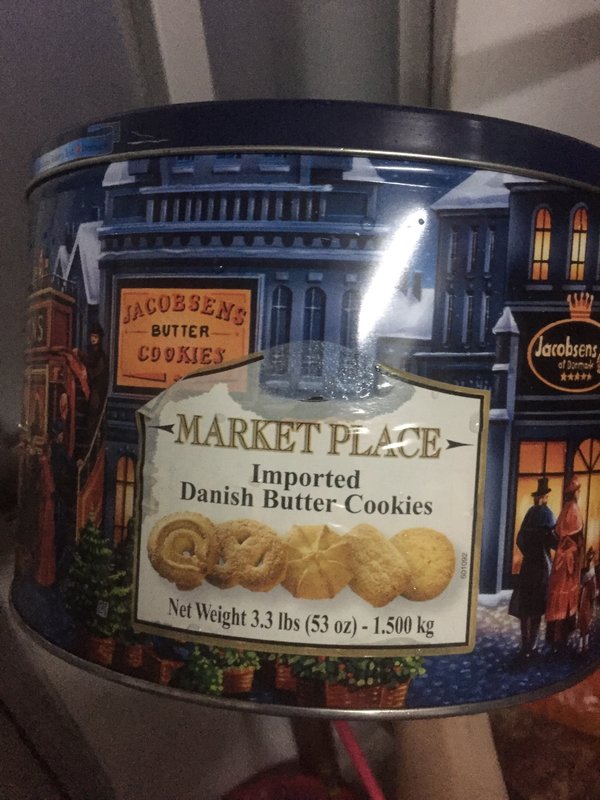 JACOBSENS
BUTTER
COOKIES
Jacobsens
of Denmark
MARKET PLACE
Imported
Danish Butter Cookies
Net Weight 3.3 lbs (53 oz) - 1.500 kg